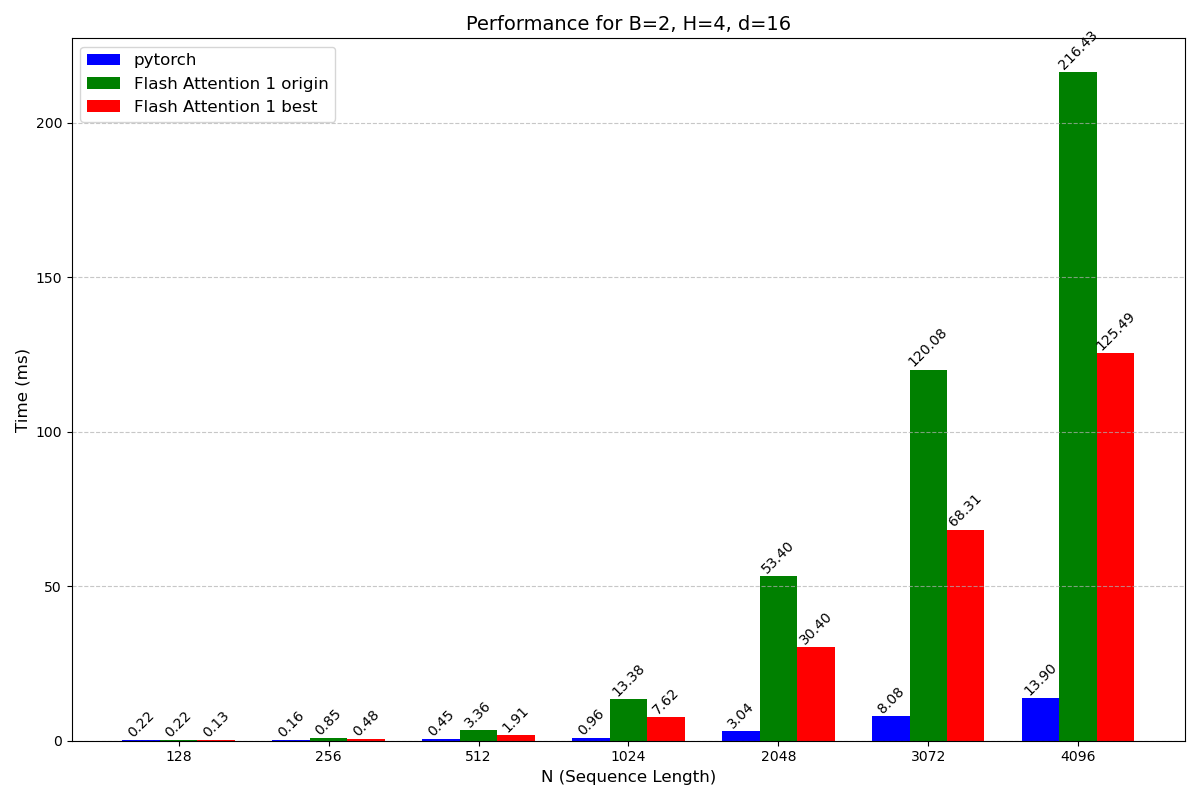 Performance for B=2, H=4, d=16
pytorch
Flash Attention 1 origin
Flash Attention 1 best
Time (ms)
200
150
100
50
0
0.22 0.22 0.13
0.16 0.85 0.48
0.45 3.36 1.91
0.96 13.38 7.62
3.04 53.40 30.40
8.08 120.08 68.31
13.90 216.43 125.49
128 256 512 1024 2048 3072 4096
N (Sequence Length)